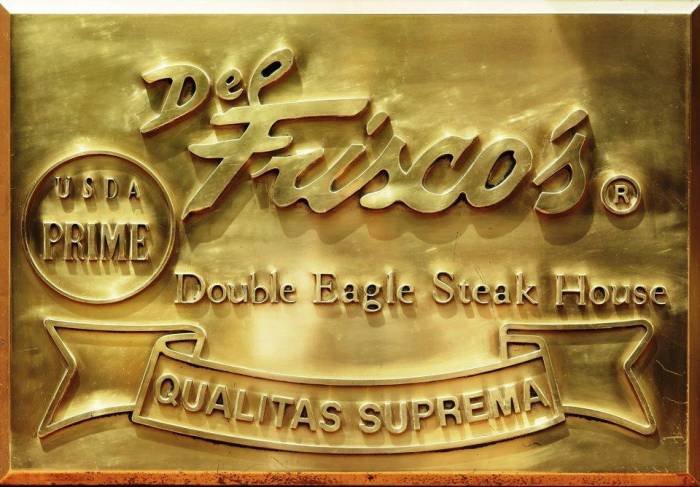 Del
Frisco's ®
USDA
PRIME
Double Eagle Steak House
QUALITAS SUPREMA